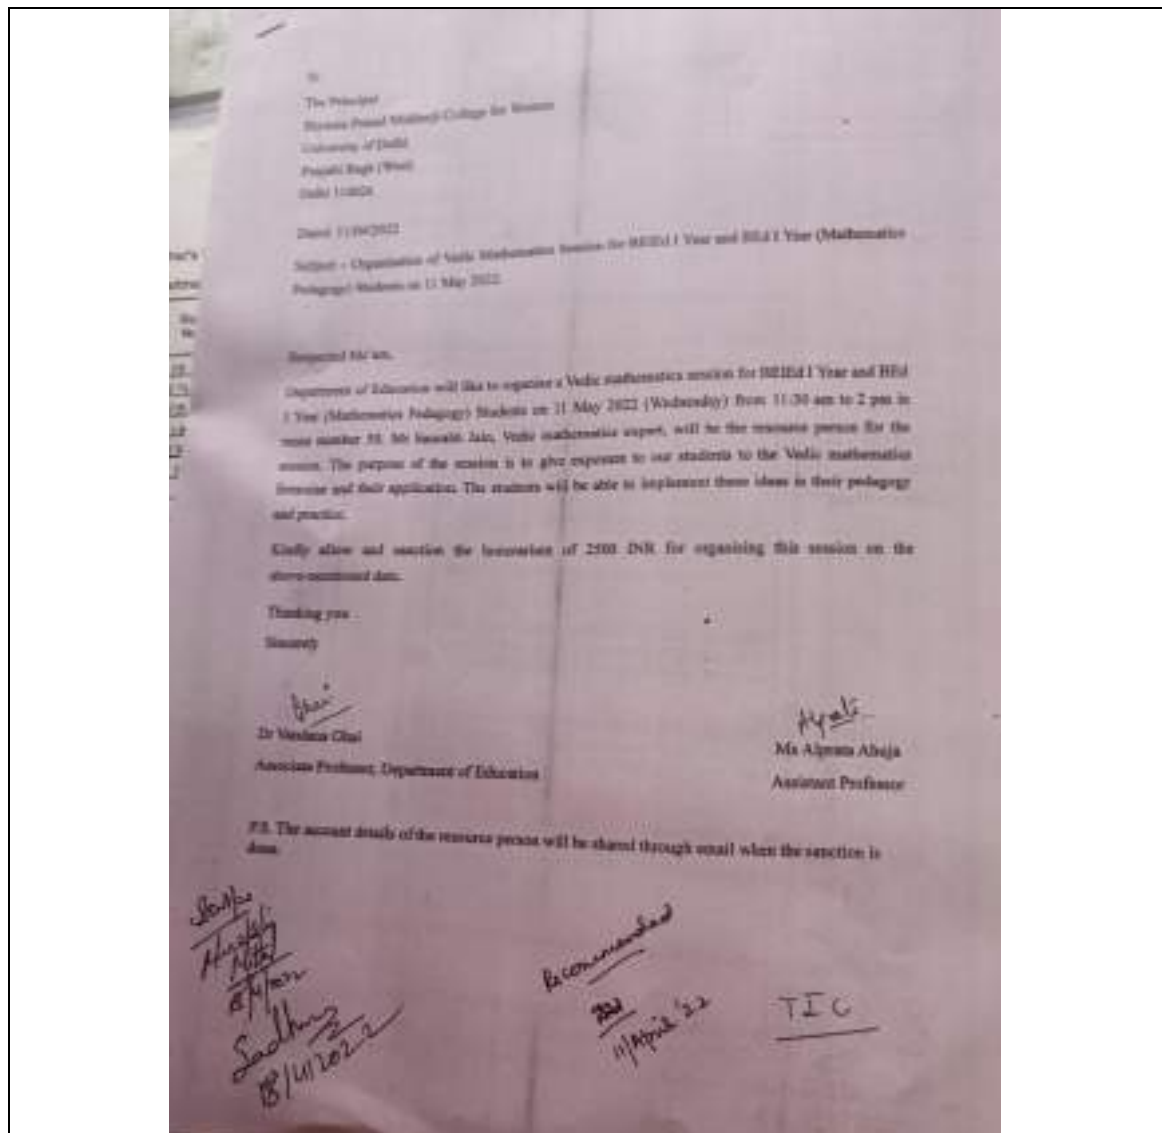 To
The Principal
Shyama Prasad Mukherji College for Women
University of Delhi
Punjabi Bagh (West)
Delhi 110026
Dated: 11/04/2022
Subject – Organisation of Vedic Mathematics Session for BElEd I Year and BEd I Year (Mathematics
Pedagogy) Students on 11 May 2022
Respected Ma'am,
Department of Education will like to organise a Vedic mathematics session for BElEd I Year and BEd
I Year (Mathematics Pedagogy) Students on 11 May 2022 (Wednesday) from 11:30 am to 2 pm in
room number 58. Mr Saurabh Jain, Vedic mathematics expert, will be the resource person for the
session. The purpose of the session is to give exposure to our students to the Vedic mathematics
formulae and their application. The students will be able to implement these ideas in their pedagogy
and practice.
Kindly allow and sanction the honorarium of 2500 INR for organising this session on the
above-mentioned date.
Thanking you
Sincerely
Dr Vandana Ghai
Ms Alprata Ahuja
Associate Professor, Department of Education
Assistant Professor
P.S. The account details of the resource person will be shared through email when the sanction is
done.
Recommended
11/April '22
TIC
Sadhna